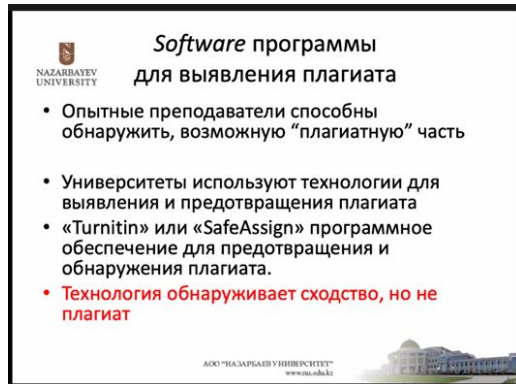 Software программы
для выявления плагиата
NAZARBAYEV
UNIVERSITY
• Опытные преподаватели способны
обнаружить, возможную “плагиатную” часть
• Университеты используют технологии для
выявления и предотвращения плагиата
• «Turnitin» или «SafeAssign» программное
обеспечение для предотвращения и
обнаружения плагиата.
• Технология обнаруживает сходство, но не
плагиат
АОО “НАЗАРБАЕВ УНИВЕРСИТЕТ”
www.nu.edu.kz